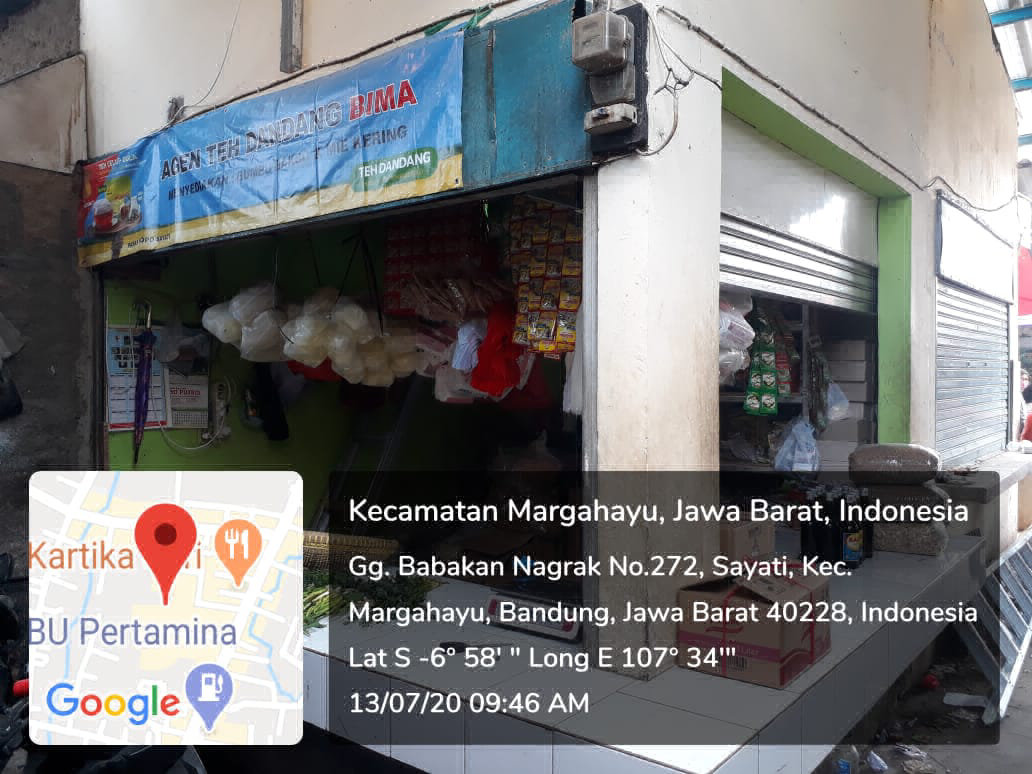 AGEN TEH DANDANG BIMA
TEH DANDANG
Kartika
BU Pertamina
Google
Kecamatan Margahayu, Jawa Barat, Indonesia
Gg. Babakan Nagrak No.272, Sayati, Kec.
Margahayu, Bandung, Jawa Barat 40228, Indonesia
Lat S -6° 58' " Long E 107° 34'"
13/07/20 09:46 AM